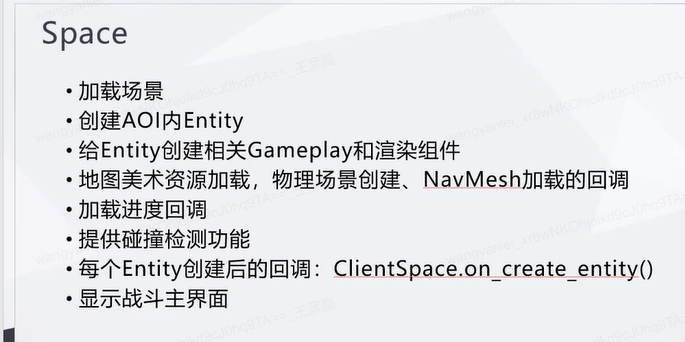 Space
• 加载场景
• 创建AOI内Entity
• 给Entity创建相关Gameplay和渲染组件
• 地图美术资源加载，物理场景创建、NavMesh加载的回调
• 加载进度回调
• 提供碰撞检测功能
• 每个Entity创建后的回调：ClientSpace.on_create_entity()
• 显示战斗主界面